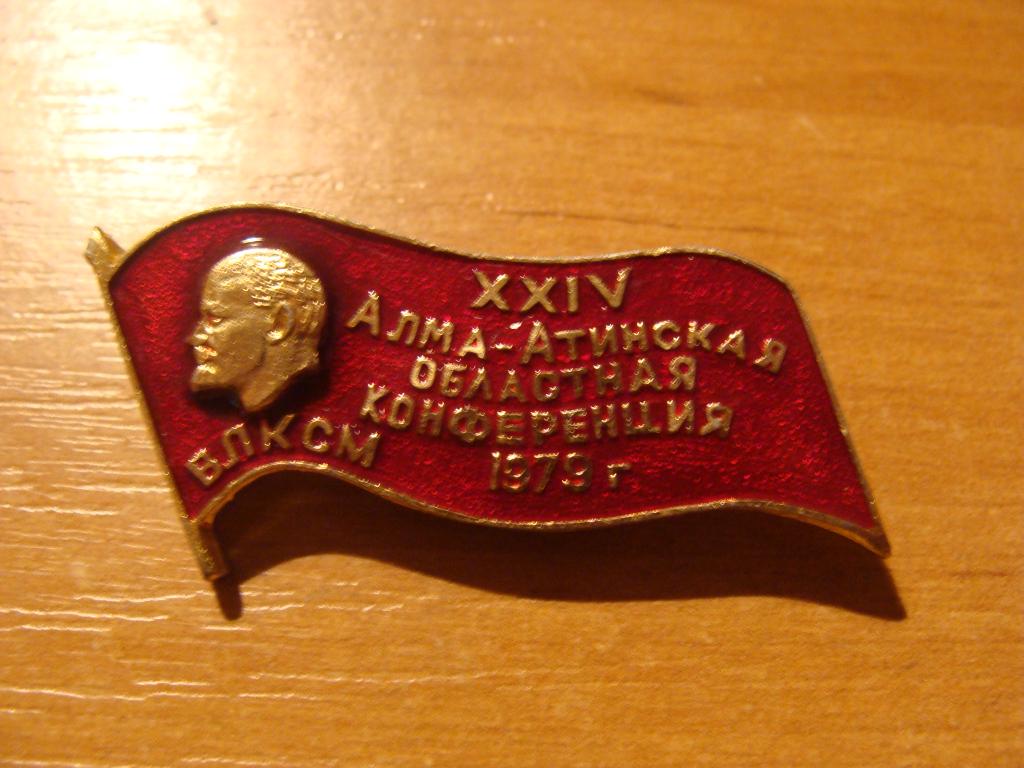 XXIV
АЛМА-АТИНСКАЯ
ОБЛАСТНАЯ
КОНФЕРЕНЦИЯ
1979 г
ВЛКСМ